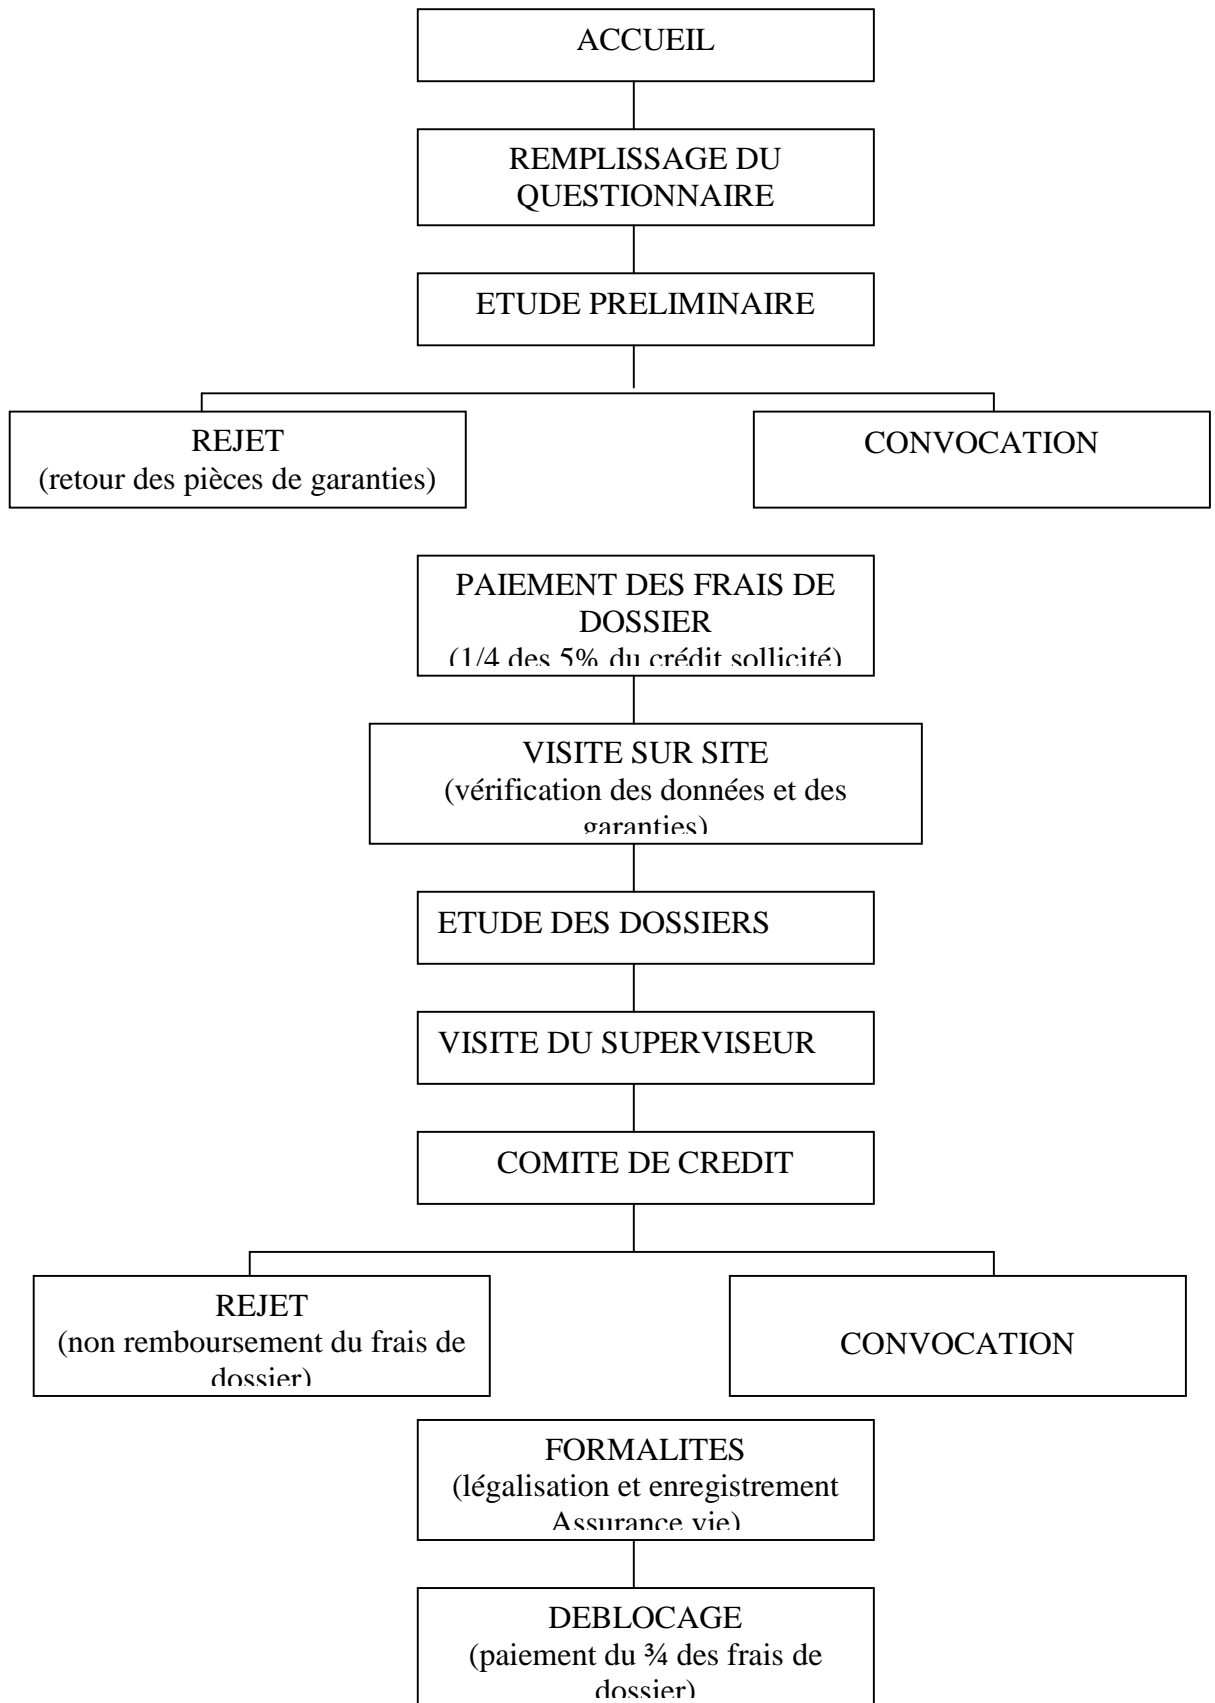 ACCUEIL
REMPLISSAGE DU
QUESTIONNAIRE
ETUDE PRELIMINAIRE
REJET
(retour des pièces de garanties)
CONVOCATION
PAIEMENT DES FRAIS DE
DOSSIER
(1/4 des 5% du crédit sollicité)
VISITE SUR SITE
(vérification des données et des
garanties)
ETUDE DES DOSSIERS
VISITE DU SUPERVISEUR
COMITE DE CREDIT
REJET
(non remboursement du frais de
dossier)
CONVOCATION
FORMALITES
(légalisation et enregistrement
Assurance vie)
DEBLOCAGE
(paiement du ¾ des frais de
dossier)